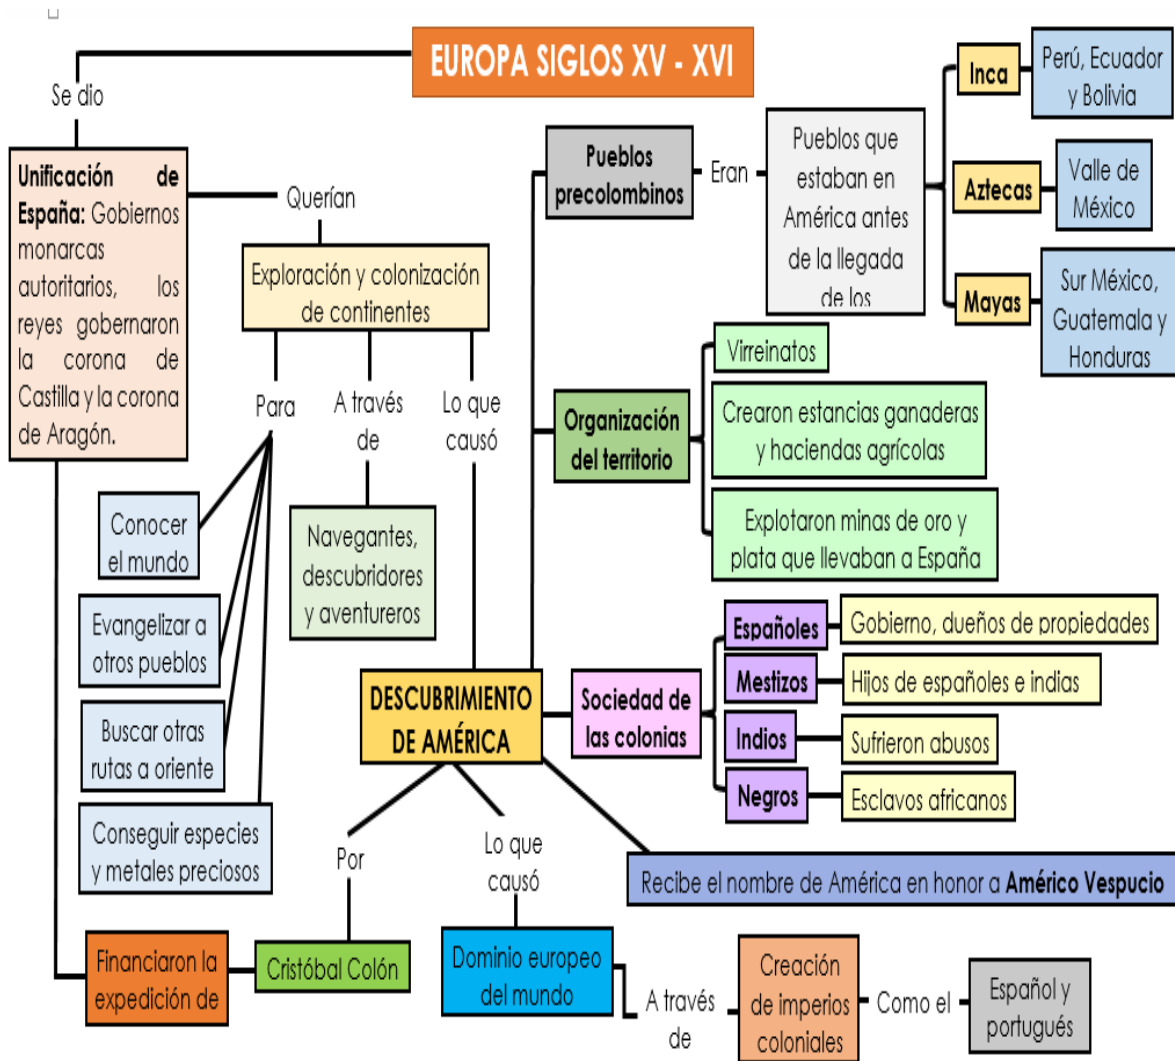 EUROPA SIGLOS XV - XVI
Se dio
Unificación de
España: Gobiernos
monarcas
autoritarios, los
reyes gobernaron
la corona de
Castilla y la corona
de Aragón.
Querían
Exploración y colonización
de continentes
Para
A través
de
Lo que
causó
Conocer
el mundo
Evangelizar a
otros pueblos
Buscar otras
rutas a oriente
Conseguir especies
y metales preciosos
Navegantes,
descubridores
y aventureros
DESCUBRIMIENTO
DE AMÉRICA
Pueblos
precolombinos
Eran
Pueblos que
estaban en
América antes
de la llegada
de los
Inca
Perú, Ecuador
y Bolivia
Aztecas
Valle de
México
Mayas
Sur México,
Guatemala y
Honduras
Organización
del territorio
Virreinatos
Crearon estancias ganaderas
y haciendas agrícolas
Explotaron minas de oro y
plata que llevaban a España
Sociedad de
las colonias
Españoles
Gobierno, dueños de propiedades
Mestizos
Hijos de españoles e indias
Indios
Sufrieron abusos
Negros
Esclavos africanos
Recibe el nombre de América en honor a Américo Vespucio
Por
Cristóbal Colón
Financiaron la
expedición de
Lo que
causó
Dominio europeo
del mundo
A través
de
Creación
de imperios
coloniales
Como el
Español y
portugués